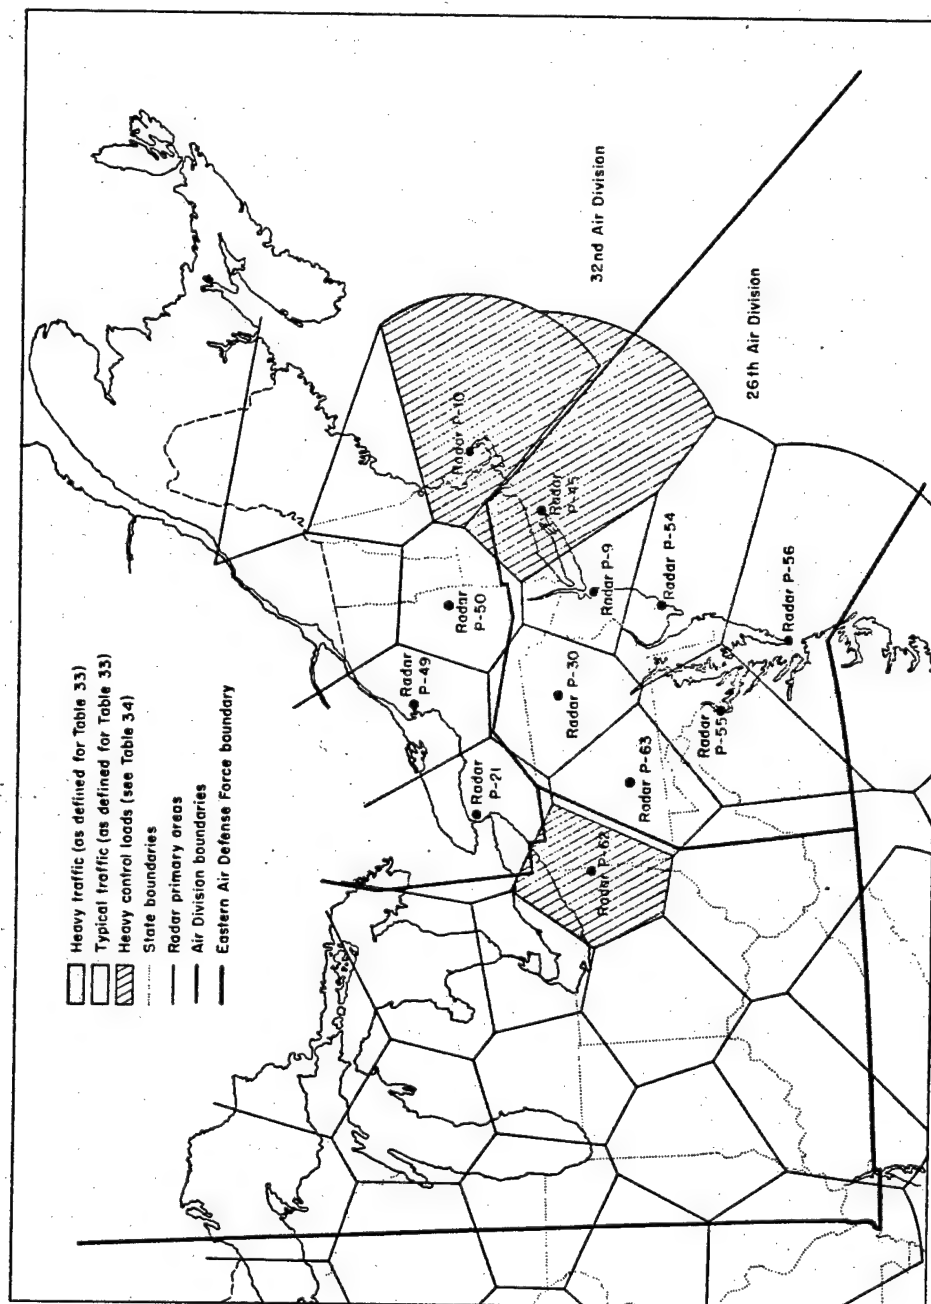 Heavy traffic (as defined for Table 33)
Typical traffic (as defined for Table 33)
Heavy control loads (see Table 34)
State boundaries
Radar primary areas
Air Division boundaries
Eastern Air Defense Force boundary
32nd Air Division
26th Air Division
Radar P-10
Radar
P-45
Radar P-9
Radar P-54
Radar P-56
Radar
P-50
Radar
P-49
Radar P-30
Radar
P-55
Radar P-63
Radar
P-21
Radar P-62